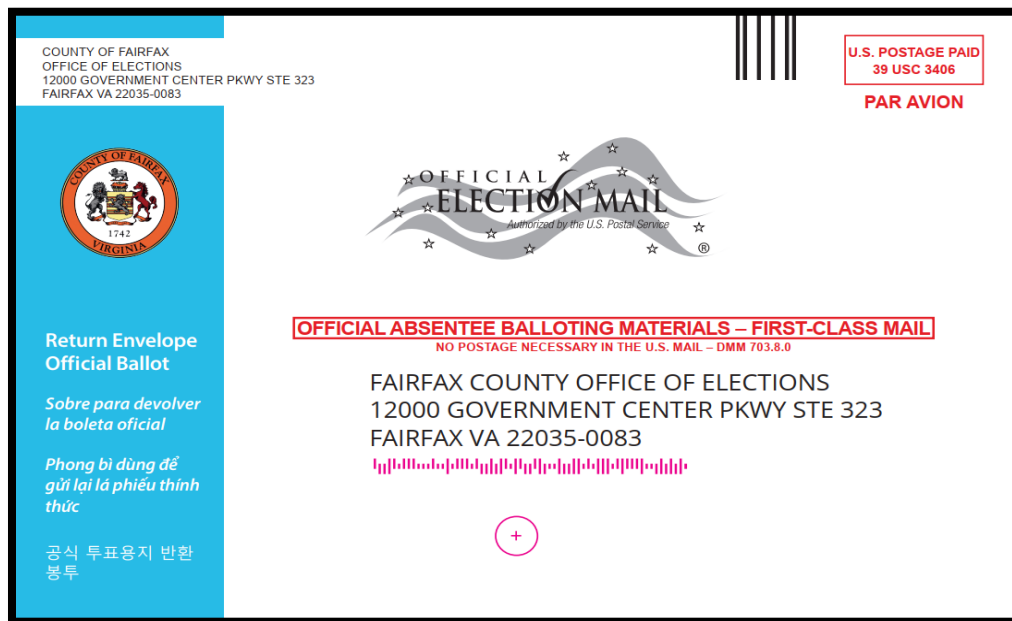 COUNTY OF FAIRFAX
OFFICE OF ELECTIONS
12000 GOVERNMENT CENTER PKWY STE 323
FAIRFAX VA 22035-0083
U.S. POSTAGE PAID
39 USC 3406
PAR AVION
COUNTY OF FAIRFAX
1742
VIRGINIA
OFFICIAL
ELECTION MAIL
Authorized by the U.S. Postal Service
®
Return Envelope
Official Ballot
Sobre para devolver
la boleta oficial
Phong bì dùng để
gửi lại lá phiếu thính
thức
공식 투표용지 반환
봉투
OFFICIAL ABSENTEE BALLOTING MATERIALS – FIRST-CLASS MAIL
NO POSTAGE NECESSARY IN THE U.S. MAIL – DMM 703.8.0
FAIRFAX COUNTY OFFICE OF ELECTIONS
12000 GOVERNMENT CENTER PKWY STE 323
FAIRFAX VA 22035-0083